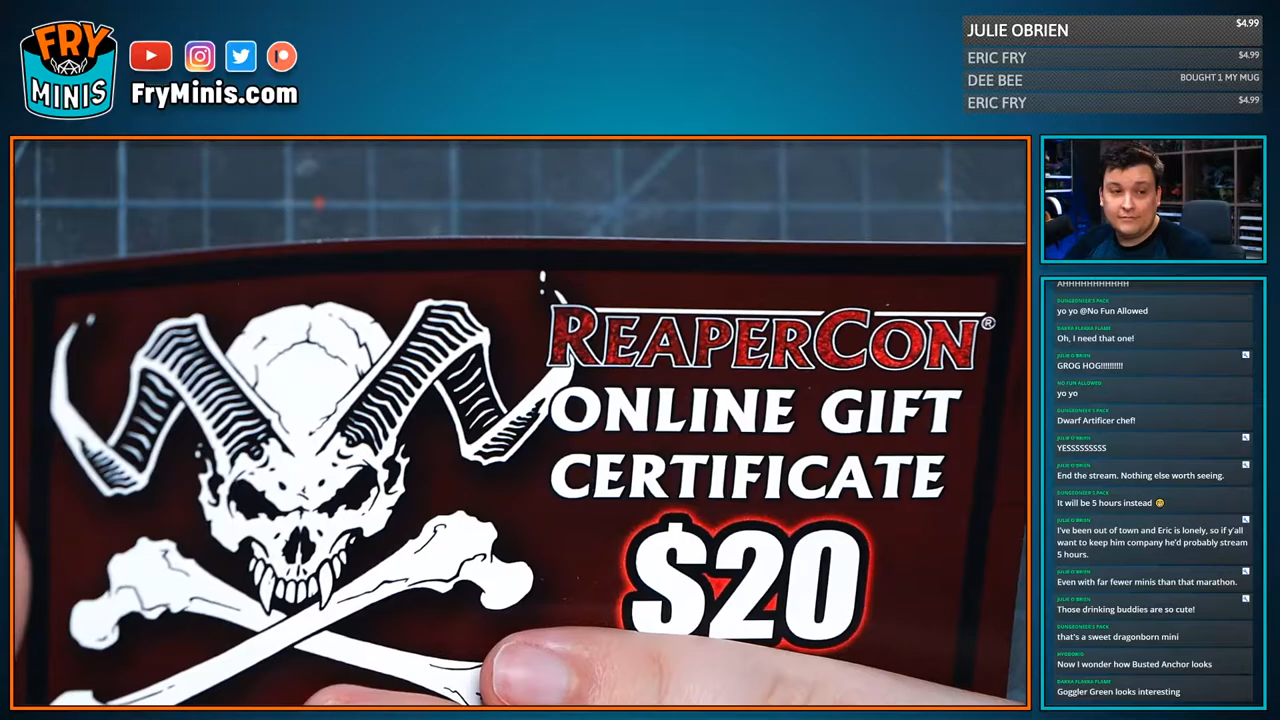 FRY
MINIS
FryMinis.com
JULIE OBRIEN $4.99
ERIC FRY $4.99
DEE BEE BOUGHT 1 MY MUG
ERIC FRY $4.99
REAPERCON®
ONLINE GIFT
CERTIFICATE
$20
AHHHHHHHHHHH
DUNGEONEER'S PACK
yo yo @No Fun Allowed
DAKKA FLAKKA FLAME
Oh, I need that one!
JULIE O'BRIEN
GROG HOG!!!!!!!!!!
NO FUN ALLOWED
yo yo
DUNGEONEER'S PACK
Dwarf Artificer chef!
JULIE O'BRIEN
YESSSSSSSSS
JULIE O'BRIEN
End the stream. Nothing else worth seeing.
DUNGEONEER'S PACK
It will be 5 hours instead
JULIE O'BRIEN
I've been out of town and Eric is lonely, so if y'all
want to keep him company he'd probably stream
5 hours.
JULIE O'BRIEN
Even with far fewer minis than that marathon.
JULIE O'BRIEN
Those drinking buddies are so cute!
DUNGEONEER'S PACK
that's a sweet dragonborn mini
Now I wonder how Busted Anchor looks
DAKKA FLAKKA FLAME
Goggler Green looks interesting